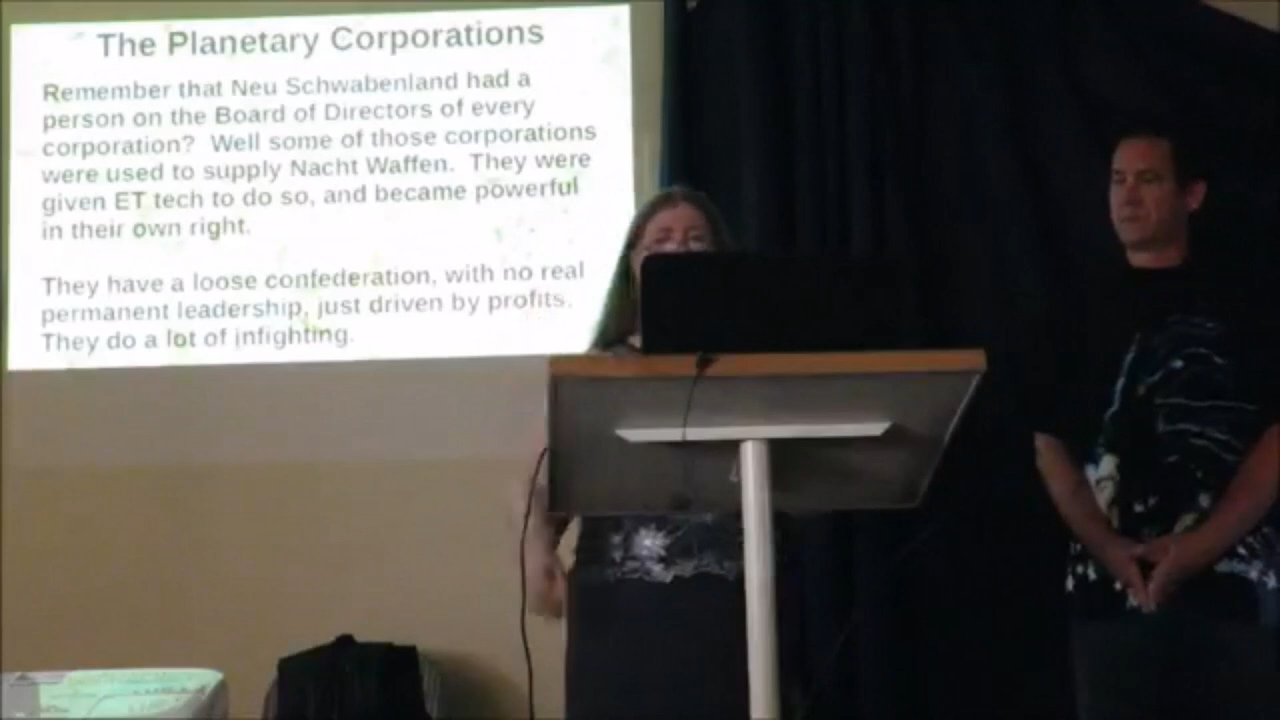 The Planetary Corporations
Remember that Neu Schwabenland had a
person on the Board of Directors of every
corporation? Well some of those corporations
were used to supply Nacht Waffen. They were
given ET tech to do so, and became powerful
in their own right.
They have a loose confederation, with no real
permanent leadership, just driven by profits.
They do a lot of infighting.